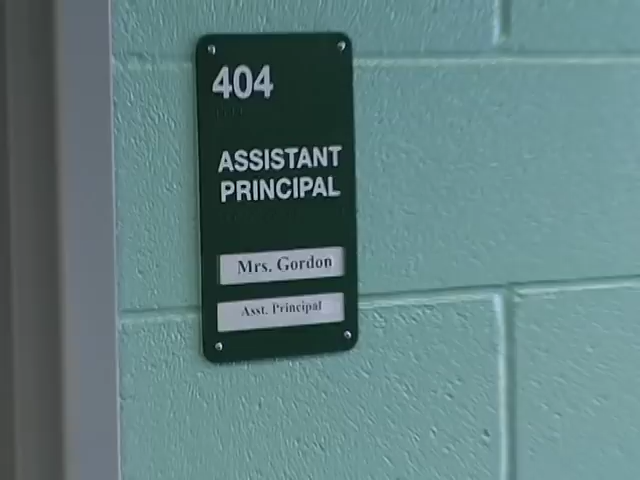 404
ASSISTANT
PRINCIPAL
Mrs. Gordon
Asst. Principal